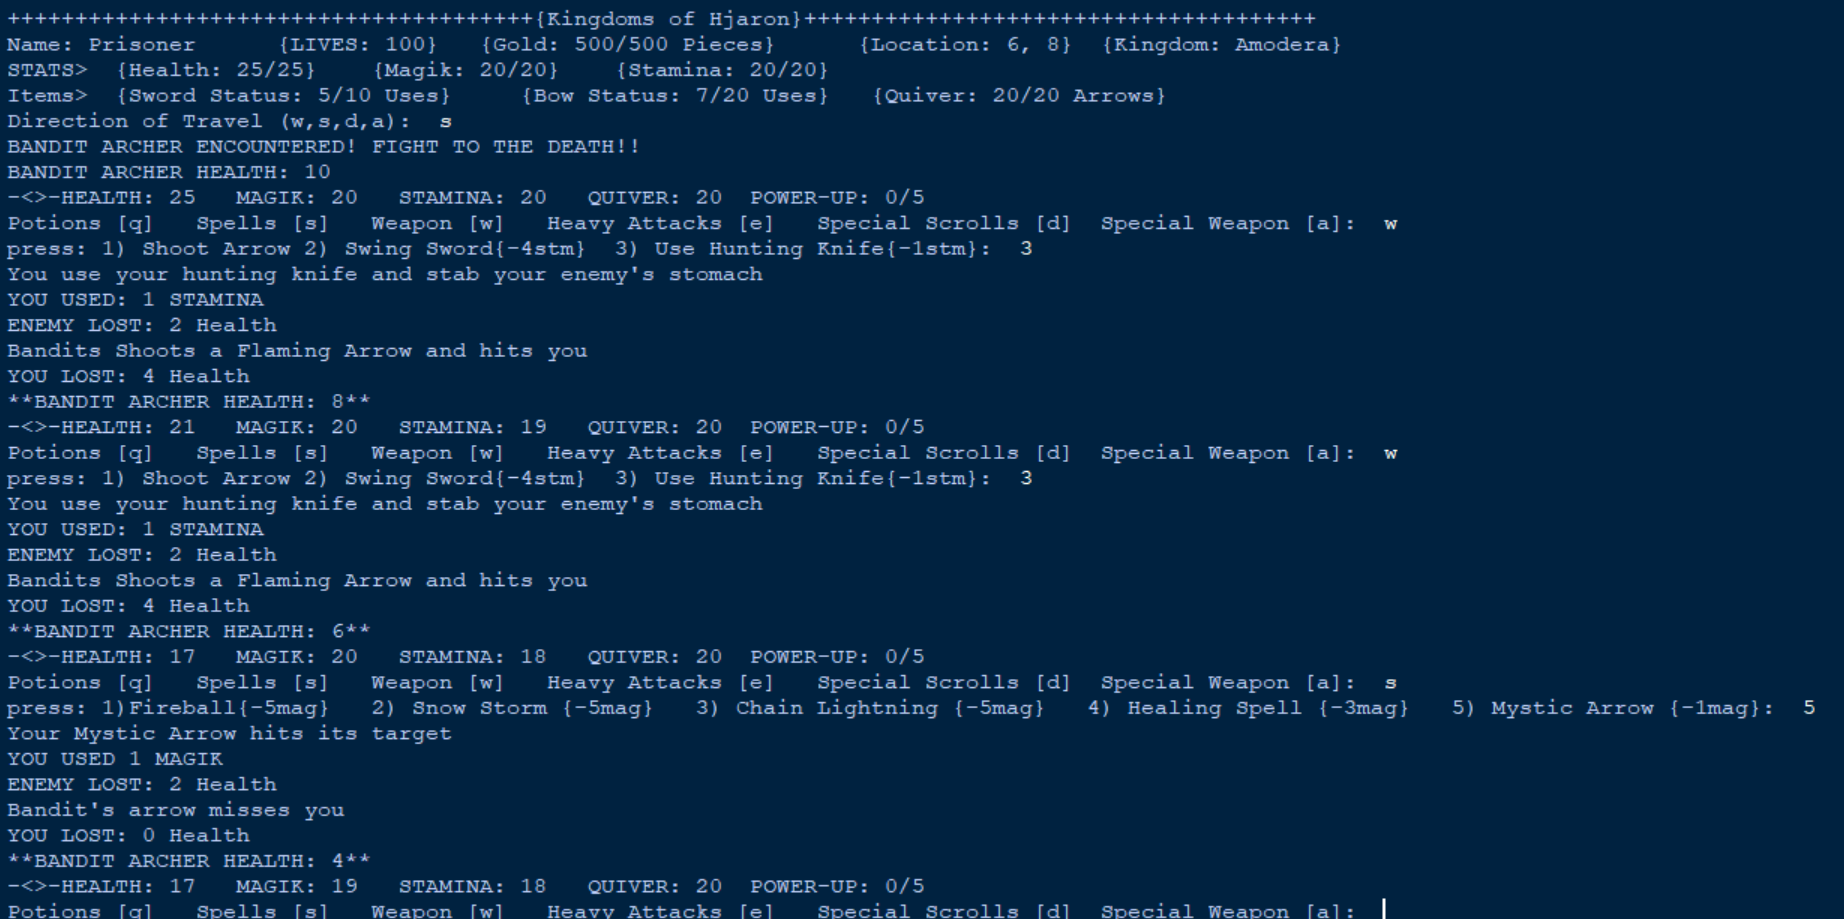 +++++++++++++++++++++++++++++++++++++++{Kingdoms of Hjaron}++++++++++++++++++++++++++++++++++++++
Name: Prisoner      {LIVES: 100}   {Gold: 500/500 Pieces}      {Location: 6, 8}  {Kingdom: Amodera}
STATS>  {Health: 25/25}    {Magik: 20/20}    {Stamina: 20/20}
Items>  {Sword Status: 5/10 Uses}     {Bow Status: 7/20 Uses}   {Quiver: 20/20 Arrows}
Direction of Travel (w,s,d,a):  s
BANDIT ARCHER ENCOUNTERED! FIGHT TO THE DEATH!!
BANDIT ARCHER HEALTH: 10
-<>-HEALTH: 25   MAGIK: 20   STAMINA: 20   QUIVER: 20  POWER-UP: 0/5
Potions [q]   Spells [s]   Weapon [w]   Heavy Attacks [e]   Special Scrolls [d]  Special Weapon [a]:  w
press: 1) Shoot Arrow 2) Swing Sword{-4stm}  3) Use Hunting Knife{-1stm}:  3
You use your hunting knife and stab your enemy's stomach
YOU USED: 1 STAMINA
ENEMY LOST: 2 Health
Bandits Shoots a Flaming Arrow and hits you
YOU LOST: 4 Health
**BANDIT ARCHER HEALTH: 8**
-<>-HEALTH: 21   MAGIK: 20   STAMINA: 19   QUIVER: 20  POWER-UP: 0/5
Potions [q]   Spells [s]   Weapon [w]   Heavy Attacks [e]   Special Scrolls [d]  Special Weapon [a]:  w
press: 1) Shoot Arrow 2) Swing Sword{-4stm}  3) Use Hunting Knife{-1stm}:  3
You use your hunting knife and stab your enemy's stomach
YOU USED: 1 STAMINA
ENEMY LOST: 2 Health
Bandits Shoots a Flaming Arrow and hits you
YOU LOST: 4 Health
**BANDIT ARCHER HEALTH: 6**
-<>-HEALTH: 17   MAGIK: 20   STAMINA: 18   QUIVER: 20  POWER-UP: 0/5
Potions [q]   Spells [s]   Weapon [w]   Heavy Attacks [e]   Special Scrolls [d]  Special Weapon [a]:  s
press: 1)Fireball{-5mag}   2) Snow Storm {-5mag}   3) Chain Lightning {-5mag}   4) Healing Spell {-3mag}   5) Mystic Arrow {-1mag}:  5
Your Mystic Arrow hits its target
YOU USED 1 MAGIK
ENEMY LOST: 2 Health
Bandit's arrow misses you
YOU LOST: 0 Health
**BANDIT ARCHER HEALTH: 4**
-<>-HEALTH: 17   MAGIK: 19   STAMINA: 18   QUIVER: 20  POWER-UP: 0/5
Potions [q]   Spells [s]   Weapon [w]   Heavy Attacks [e]   Special Scrolls [d]  Special Weapon [a]: